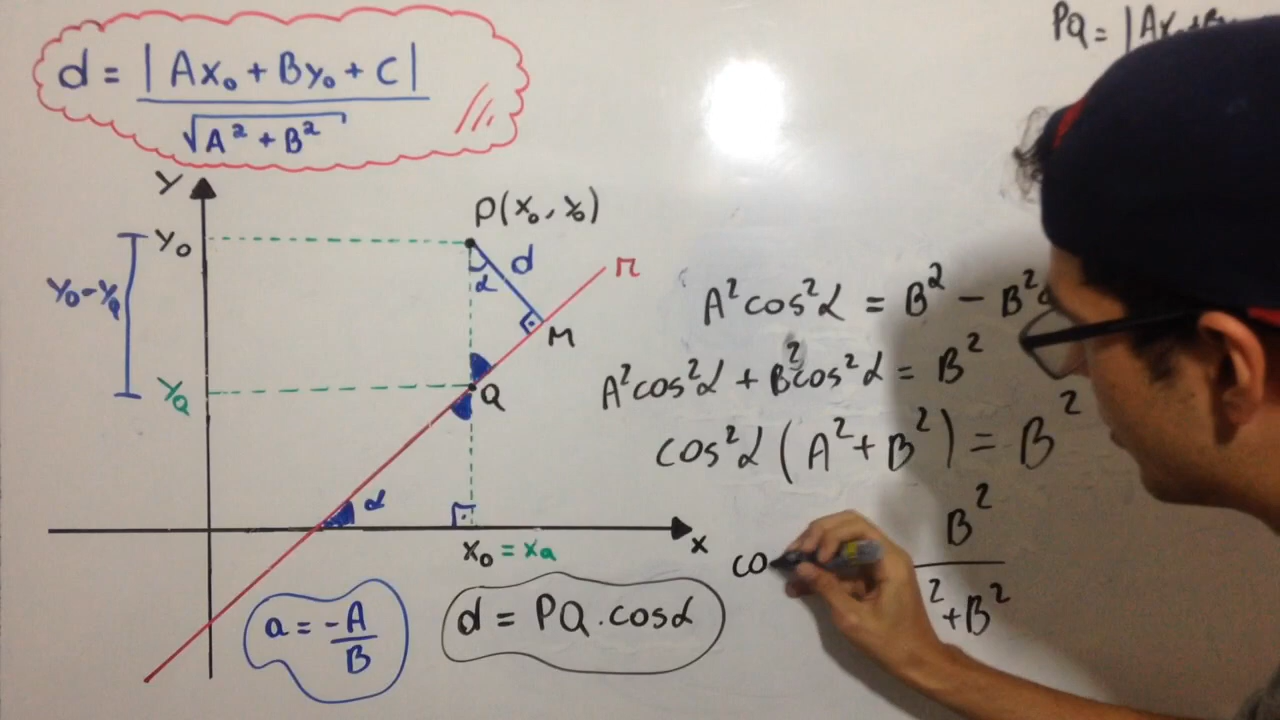 d = | Ax₀ + By₀ + C |
√A² + B²
PQ = | Ax₀ + B
y
y₀
P(x₀, y₀)
d
α
r
y₀ - yQ
M
yQ
Q
α
x₀ = xQ
x
a = -A
B
d = PQ . cosα
A²cos²α = B² - B²
A²cos²α + B²cos²α = B²
cos²α (A² + B²) = B²
co
B²
² + B²